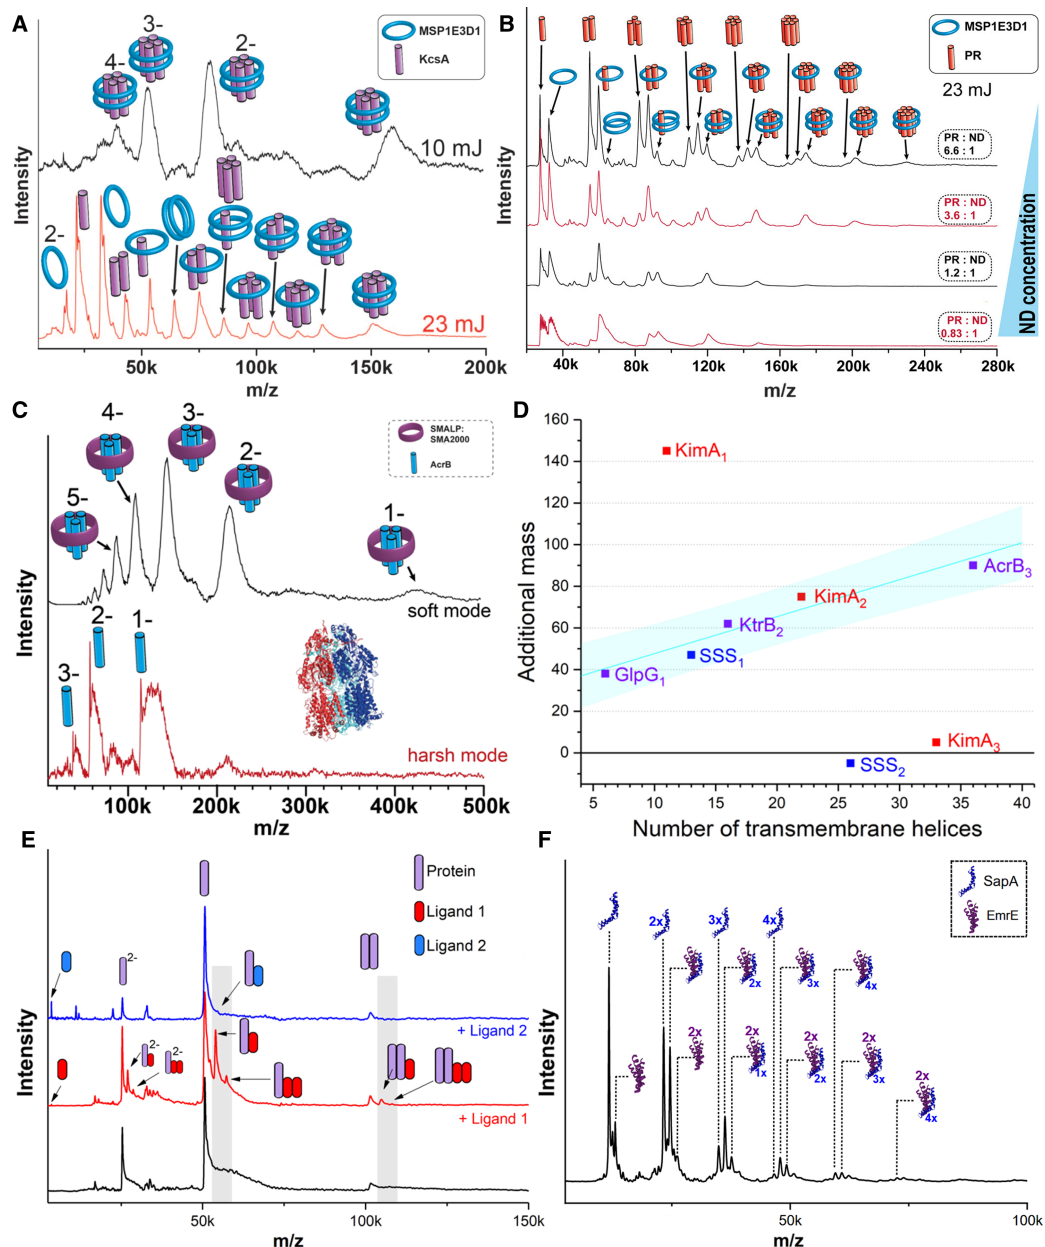 A
3-
4-
2-
MSP1E3D1
KcsA
10 mJ
2-
23 mJ
Intensity
50k
100k
150k
200k
m/z
B
MSP1E3D1
PR
23 mJ
PR : ND
6.6 : 1
PR : ND
3.6 : 1
PR : ND
1.2 : 1
PR : ND
0.83 : 1
ND concentration
Intensity
40k
80k
120k
160k
200k
240k
280k
m/z
C
4-
3-
2-
5-
1-
SMALP:
SMA2000
AcrB
soft mode
2-
1-
3-
harsh mode
Intensity
100k
200k
300k
400k
500k
m/z
D
160
140
120
100
80
60
40
20
0
Additional mass
KimA1
AcrB3
KimA2
KtrB2
SSS1
GlpG1
KimA3
SSS2
5
10
15
20
25
30
35
40
Number of transmembrane helices
E
Protein
Ligand 1
Ligand 2
2-
+ Ligand 2
2-
2-
+ Ligand 1
Intensity
50k
100k
150k
m/z
F
SapA
EmrE
2x
3x
4x
2x
3x
4x
2x
2x
1x
2x
2x
2x
3x
2x
4x
Intensity
50k
100k
m/z